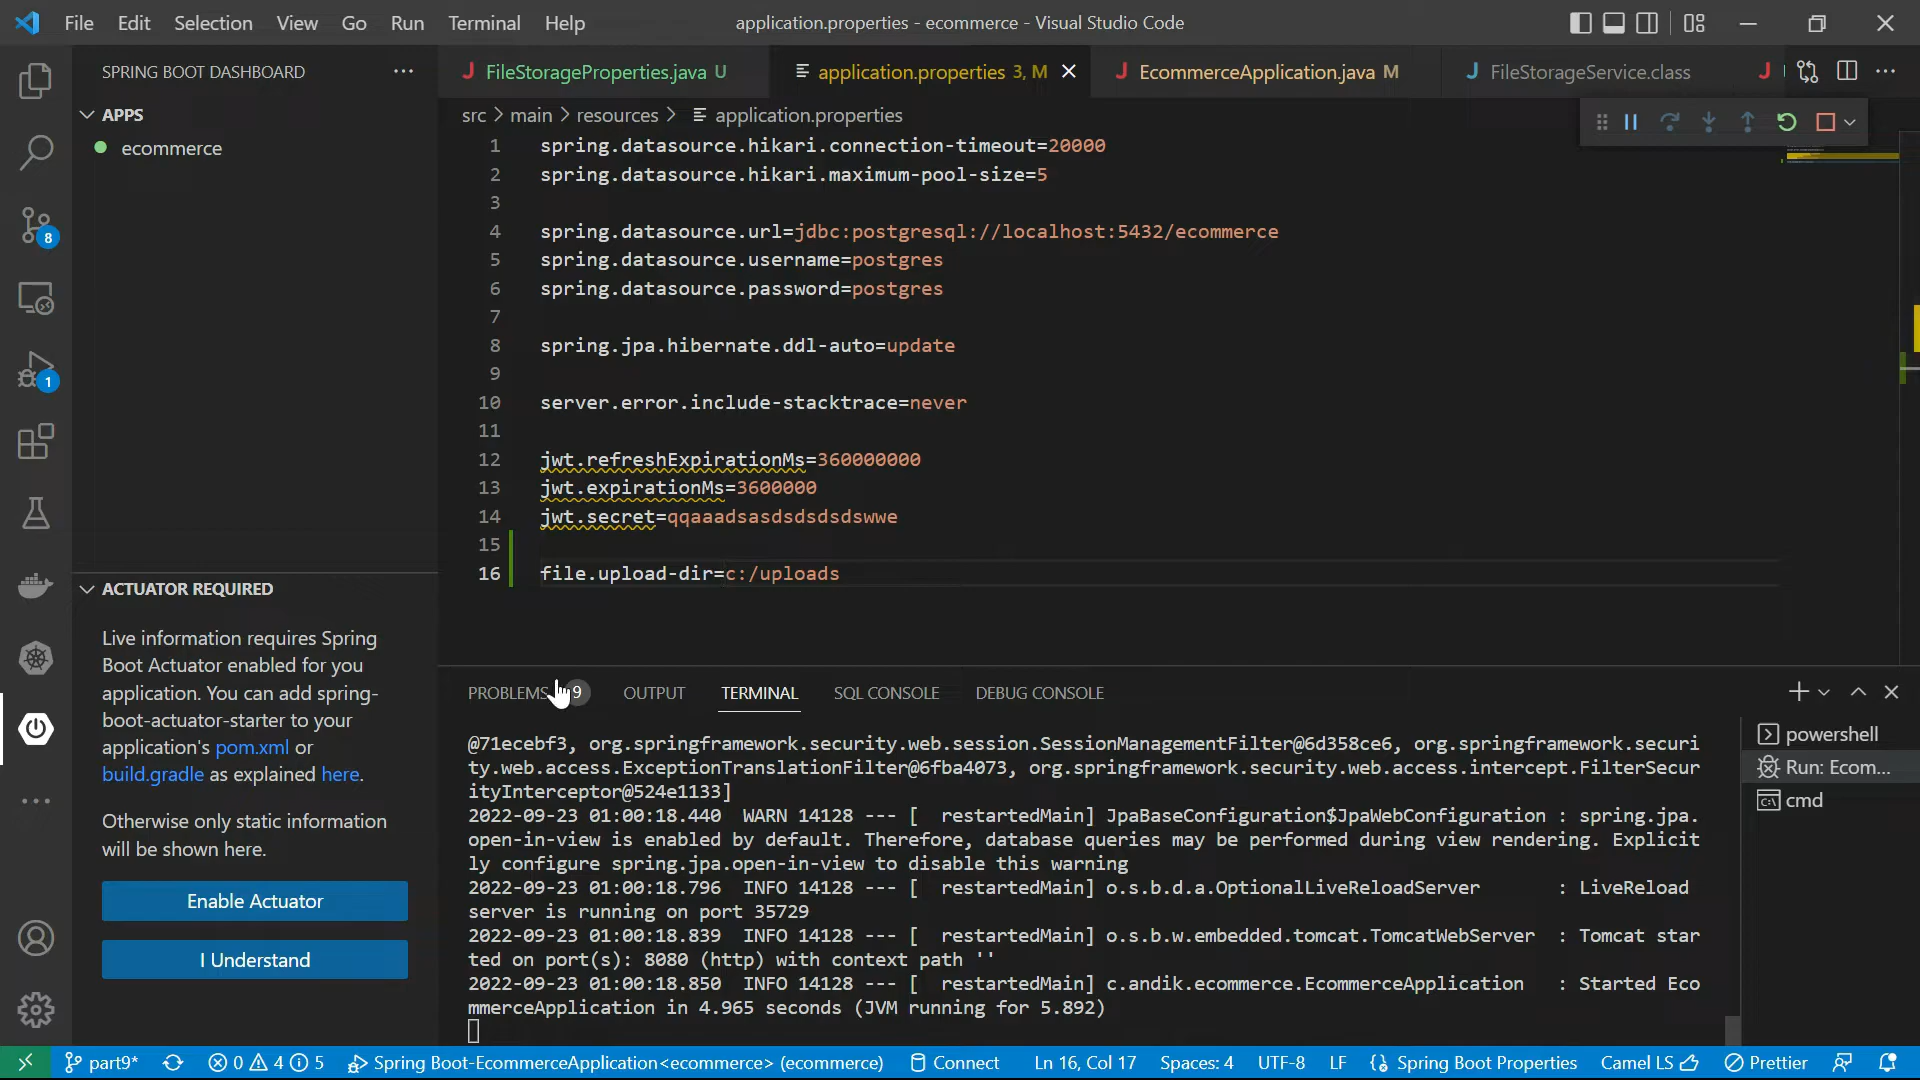 File Edit Selection View Go Run Terminal Help
application.properties - ecommerce - Visual Studio Code
SPRING BOOT DASHBOARD
APPS
ecommerce
ACTUATOR REQUIRED
Live information requires Spring
Boot Actuator enabled for you
application. You can add spring-
boot-actuator-starter to your
application's pom.xml or
build.gradle as explained here.
Otherwise only static information
will be shown here.
Enable Actuator
I Understand
8
1
FileStorageProperties.java U
application.properties 3, M
EcommerceApplication.java M
FileStorageService.class
src > main > resources > application.properties
1 spring.datasource.hikari.connection-timeout=20000
2 spring.datasource.hikari.maximum-pool-size=5
3
4 spring.datasource.url=jdbc:postgresql://localhost:5432/ecommerce
5 spring.datasource.username=postgres
6 spring.datasource.password=postgres
7
8 spring.jpa.hibernate.ddl-auto=update
9
10 server.error.include-stacktrace=never
11
12 jwt.refreshExpirationMs=360000000
13 jwt.expirationMs=3600000
14 jwt.secret=qqaaadsasdsdsdsdswwe
15
16 file.upload-dir=c:/uploads
PROBLEMS 9 OUTPUT TERMINAL SQL CONSOLE DEBUG CONSOLE
@71ecebf3, org.springframework.security.web.session.SessionManagementFilter@6d358ce6, org.springframework.securi
ty.web.access.ExceptionTranslationFilter@6fba4073, org.springframework.security.web.access.intercept.FilterSecur
ityInterceptor@524e1133]
2022-09-23 01:00:18.440  WARN 14128 --- [  restartedMain] JpaBaseConfiguration$JpaWebConfiguration : spring.jpa.
open-in-view is enabled by default. Therefore, database queries may be performed during view rendering. Explicit
ly configure spring.jpa.open-in-view to disable this warning
2022-09-23 01:00:18.796  INFO 14128 --- [  restartedMain] o.s.b.d.a.OptionalLiveReloadServer       : LiveReload
server is running on port 35729
2022-09-23 01:00:18.839  INFO 14128 --- [  restartedMain] o.s.b.w.embedded.tomcat.TomcatWebServer  : Tomcat star
ted on port(s): 8080 (http) with context path ''
2022-09-23 01:00:18.850  INFO 14128 --- [  restartedMain] c.andik.ecommerce.EcommerceApplication   : Started Eco
mmerceApplication in 4.965 seconds (JVM running for 5.892)
powershell
Run: Ecom...
cmd
part9* 0 4 5 Spring Boot-EcommerceApplication<ecommerce> (ecommerce) Connect Ln 16, Col 17 Spaces: 4 UTF-8 LF Spring Boot Properties Camel LS Prettier